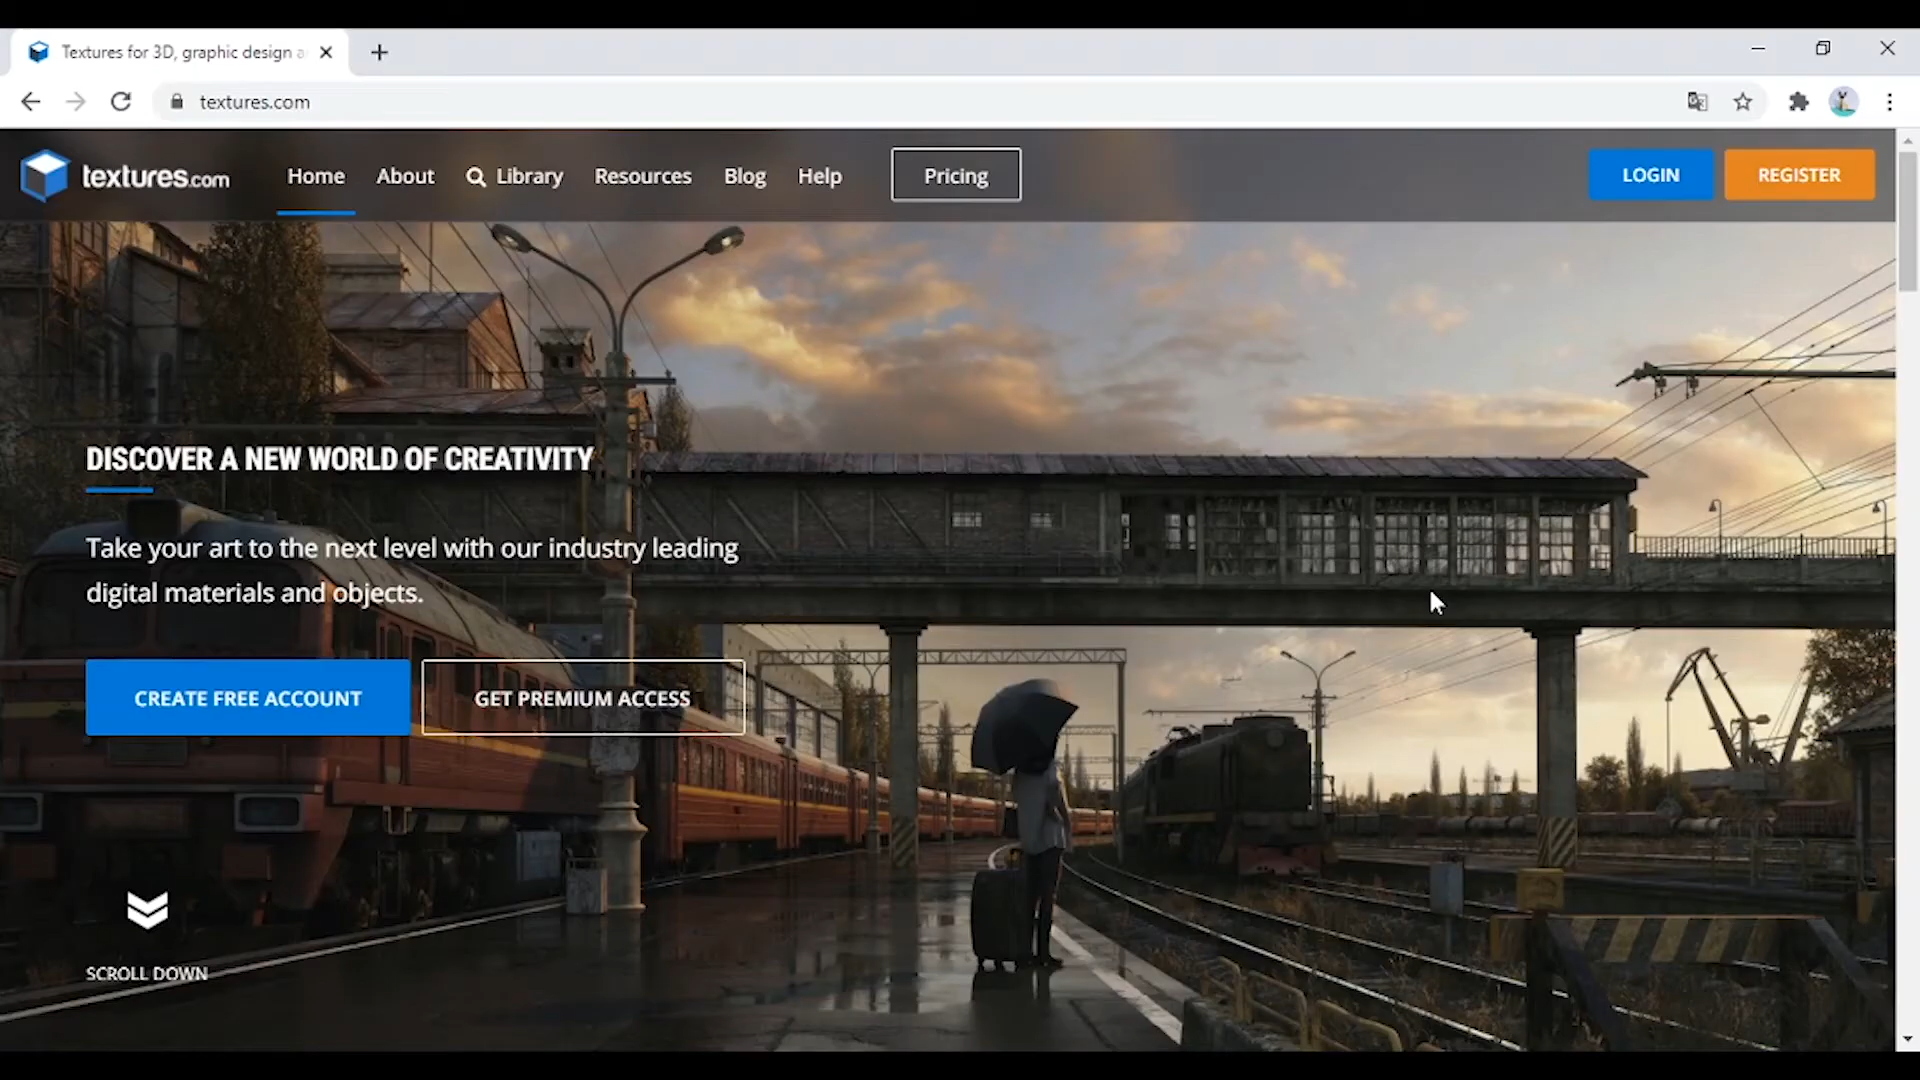 Textures for 3D, graphic design a
textures.com
textures.com
Home
About
Library
Resources
Blog
Help
Pricing
LOGIN
REGISTER
DISCOVER A NEW WORLD OF CREATIVITY
Take your art to the next level with our industry leading
digital materials and objects.
CREATE FREE ACCOUNT
GET PREMIUM ACCESS
SCROLL DOWN